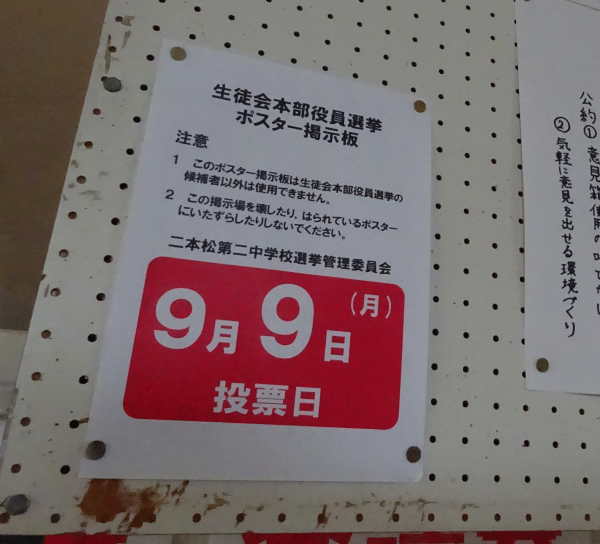 生徒会本部役員選挙
ポスター掲示板
注意
1 このポスター掲示板は生徒会本部役員選挙の
候補者以外は使用できません。
2 この掲示場を壊したり，はられているポスター
にいたずらしたりしないでください。
二本松第二中学校選挙管理委員会
9月9日（月）
投票日
公約① 意見箱使用の
② 気軽に意見を出せる環境づくり